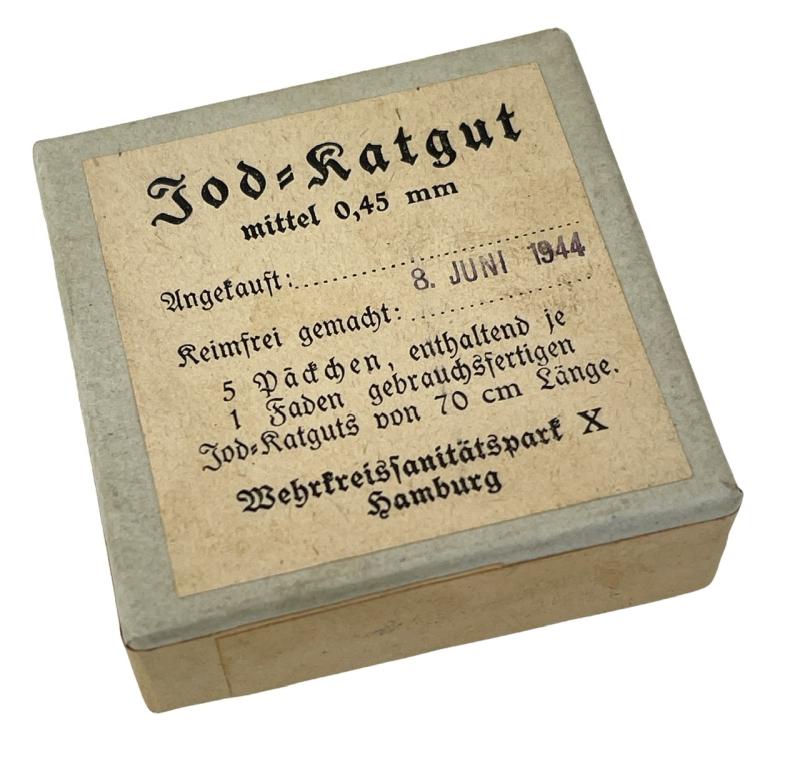 Jod-Katgut
mittel 0,45 mm
Angekauft:
8. JUNI 1944
Keimfrei gemacht:
5 Päckchen, enthaltend je
1 Faden gebrauchsfertigen
Jod-Katguts von 70 cm Länge.
Wehrkreissanitätspark X
Hamburg